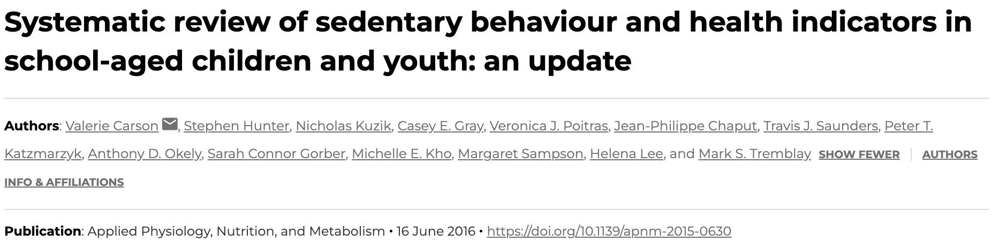 Systematic review of sedentary behaviour and health indicators in
school-aged children and youth: an update
Authors: Valerie Carson, Stephen Hunter, Nicholas Kuzik, Casey E. Gray, Veronica J. Poitras, Jean-Philippe Chaput, Travis J. Saunders, Peter T.
Katzmarzyk, Anthony D. Okely, Sarah Connor Gorber, Michelle E. Kho, Margaret Sampson, Helena Lee, and Mark S. Tremblay SHOW FEWER | AUTHORS
INFO & AFFILIATIONS
Publication: Applied Physiology, Nutrition, and Metabolism • 16 June 2016 • https://doi.org/10.1139/apnm-2015-0630